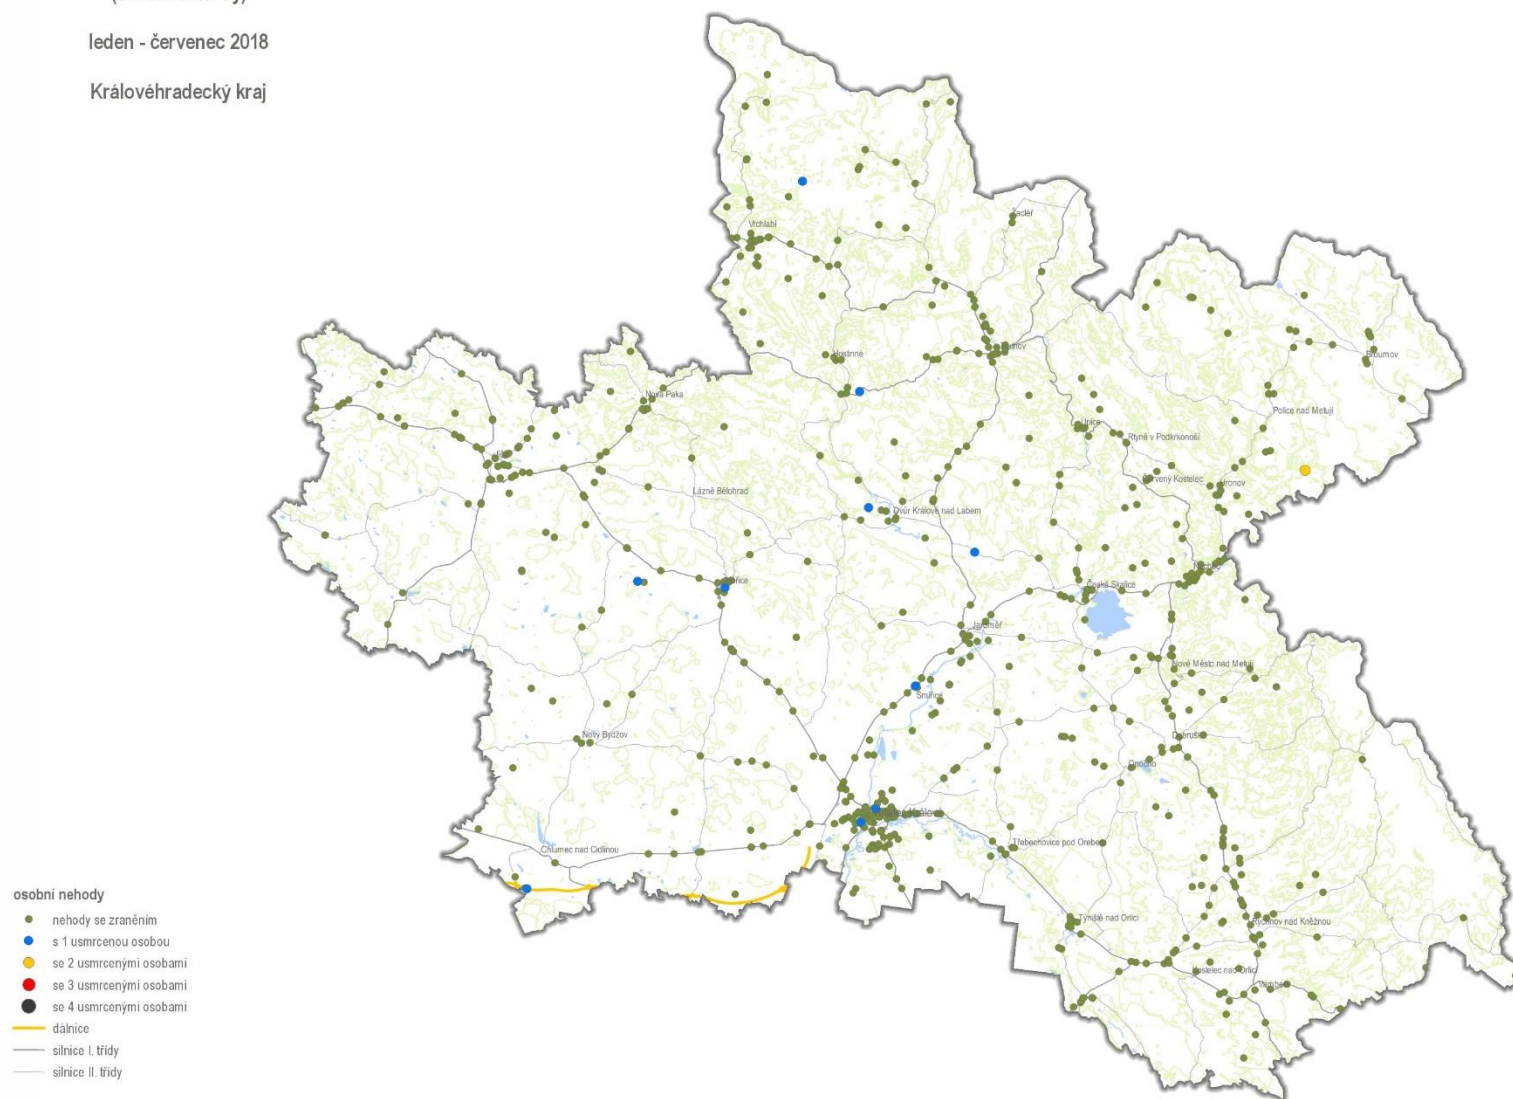 leden - červenec 2018
Královéhradecký kraj
Žacléř
Vrchlabí
Hostinné
Broumov
Nová Paka
Police nad Metují
Úpice
Rtyně v Podkrkonoší
Červený Kostelec
Hronov
Lázně Bělohrad
Dvůr Králové nad Labem
Hořice
Česká Skalice
Jaroměř
Nové Město nad Metují
Smiřice
Nový Bydžov
Dobruška
Opočno
Hradec Králové
Třebechovice pod Orebem
Chlumec nad Cidlinou
Týniště nad Orlicí
Rychnov nad Kněžnou
Kostelec nad Orlicí
Vamberk
osobní nehody
nehody se zraněním
s 1 usmrcenou osobou
se 2 usmrcenými osobami
se 3 usmrcenými osobami
se 4 usmrcenými osobami
dálnice
silnice I. třídy
silnice II. třídy